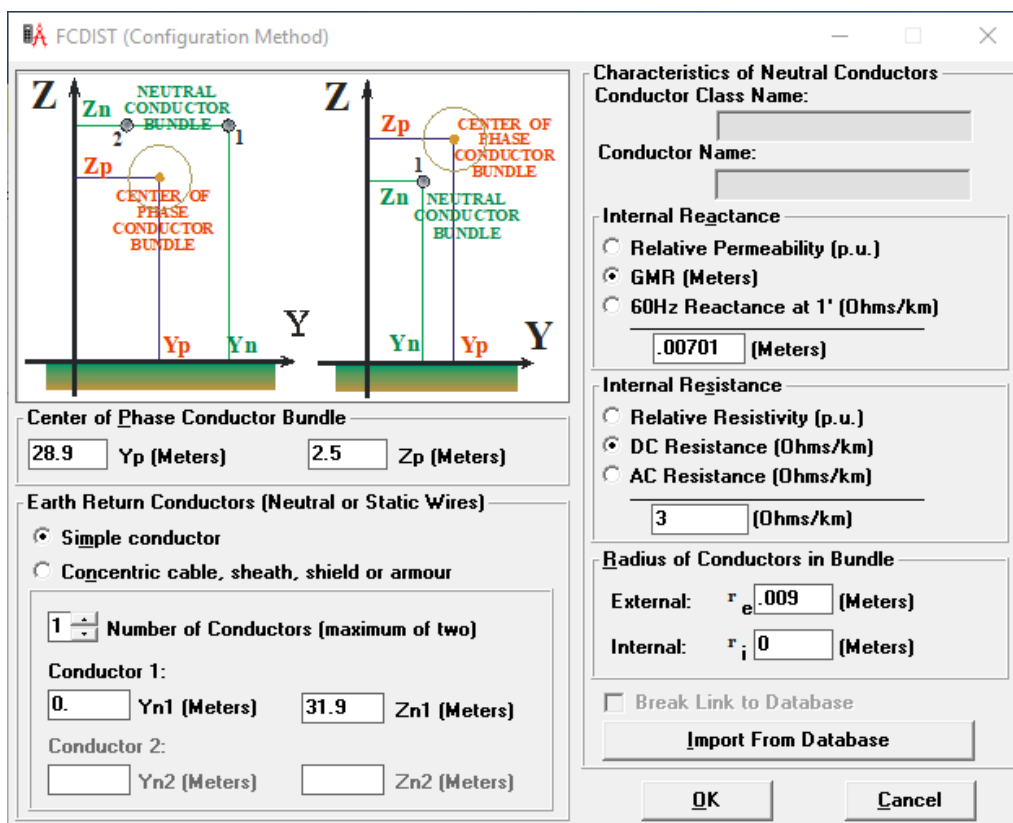 FCDIST (Configuration Method)
Z
Zn
NEUTRAL
CONDUCTOR
BUNDLE
2
1
Zp
CENTER OF
PHASE
CONDUCTOR
BUNDLE
Y
Yp
Yn
Z
Zp
CENTER OF
PHASE
CONDUCTOR
BUNDLE
1
Zn
NEUTRAL
CONDUCTOR
BUNDLE
Yn
Yp
Y
Center of Phase Conductor Bundle
28.9 Yp (Meters) 2.5 Zp (Meters)
Earth Return Conductors (Neutral or Static Wires)
Simple conductor
Concentric cable, sheath, shield or armour
1 Number of Conductors (maximum of two)
Conductor 1:
0. Yn1 (Meters) 31.9 Zn1 (Meters)
Conductor 2:
Yn2 (Meters) Zn2 (Meters)
Characteristics of Neutral Conductors
Conductor Class Name:
Conductor Name:
Internal Reactance
Relative Permeability (p.u.)
GMR (Meters)
60Hz Reactance at 1' (Ohms/km)
.00701 (Meters)
Internal Resistance
Relative Resistivity (p.u.)
DC Resistance (Ohms/km)
AC Resistance (Ohms/km)
3 (Ohms/km)
Radius of Conductors in Bundle
External: r e .009 (Meters)
Internal: r i 0 (Meters)
Break Link to Database
Import From Database
OK Cancel